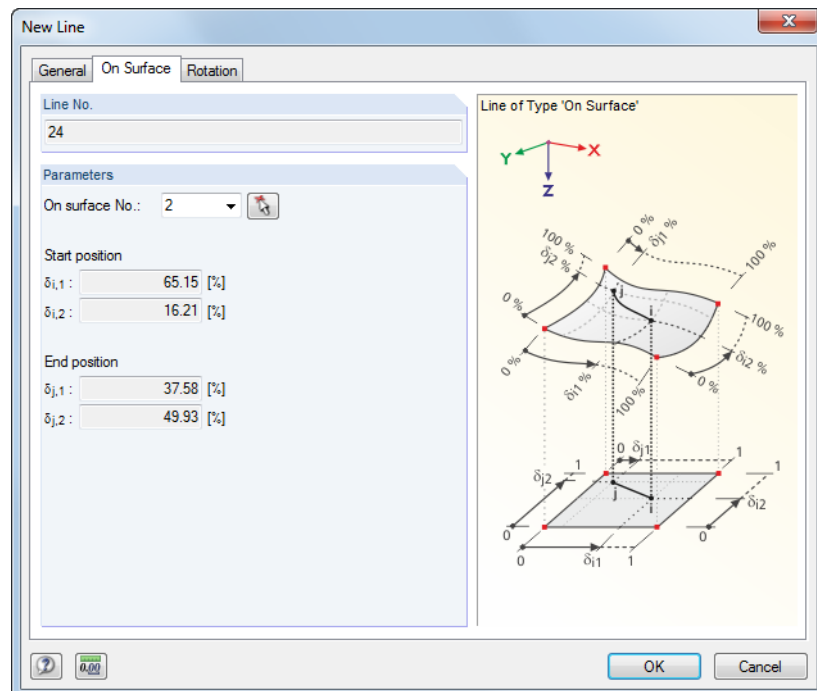 New Line
General On Surface Rotation
Line No.
24
Parameters
On surface No.: 2
Start position
δi,1 : 65.15 [%]
δi,2 : 16.21 [%]
End position
δj,1 : 37.58 [%]
δj,2 : 49.93 [%]
Line of Type 'On Surface'
Y X
Z
0 %
δj1 %
100 %
100 %
δj2 %
0 %
j
i
100 %
δi2 %
0 %
0 %
δi1 %
100 %
0 δj1 1
1 1
δj2
j
i
δi2
0 0
0 δi1 1
0.00
OK Cancel